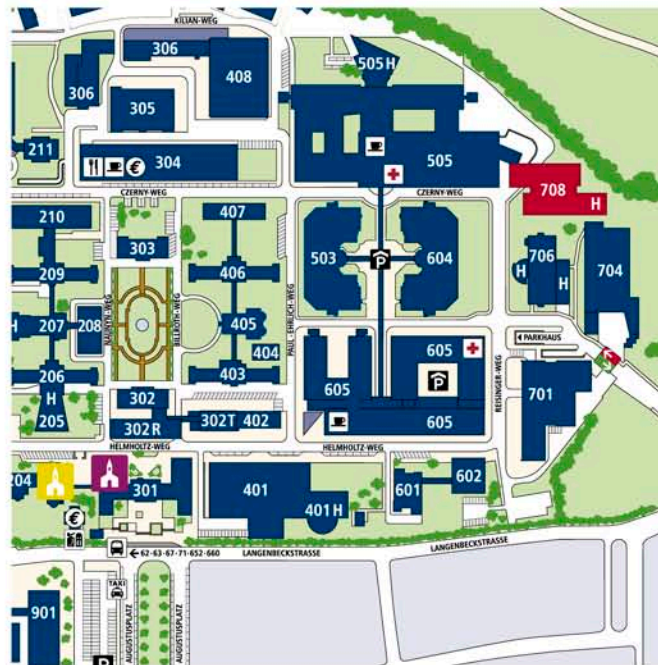 KILIAN-WEG
306
505 H
408
306
305
211
304
€
505
CZERNY-WEG
CZERNY-WEG
708
H
210
407
303
503
604
706
704
H
H
209
406
P
NAUNYN-WEG
BILLROTH-WEG
PAUL-EHRLICH-WEG
H
207
208
405
404
605
PARKHAUS
206
403
P
REISINGER-WEG
701
H
302
605
205
302 R
302T
402
605
HELMHOLTZ-WEG
HELMHOLTZ-WEG
204
301
401
601
602
401 H
€
62-63-67-71-652-660
LANGENBECKSTRASSE
LANGENBECKSTRASSE
TAXI
901
AUGUSTUSPLATZ
AUGUSTUSPLATZ
P